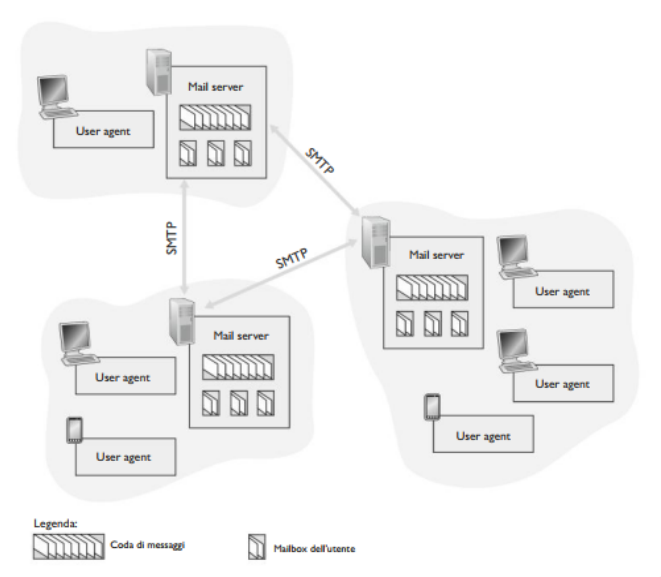 Mail server
User agent
SMTP
SMTP
SMTP
Mail server
User agent
User agent
User agent
Mail server
User agent
User agent
Legenda:
Coda di messaggi
Mailbox dell'utente